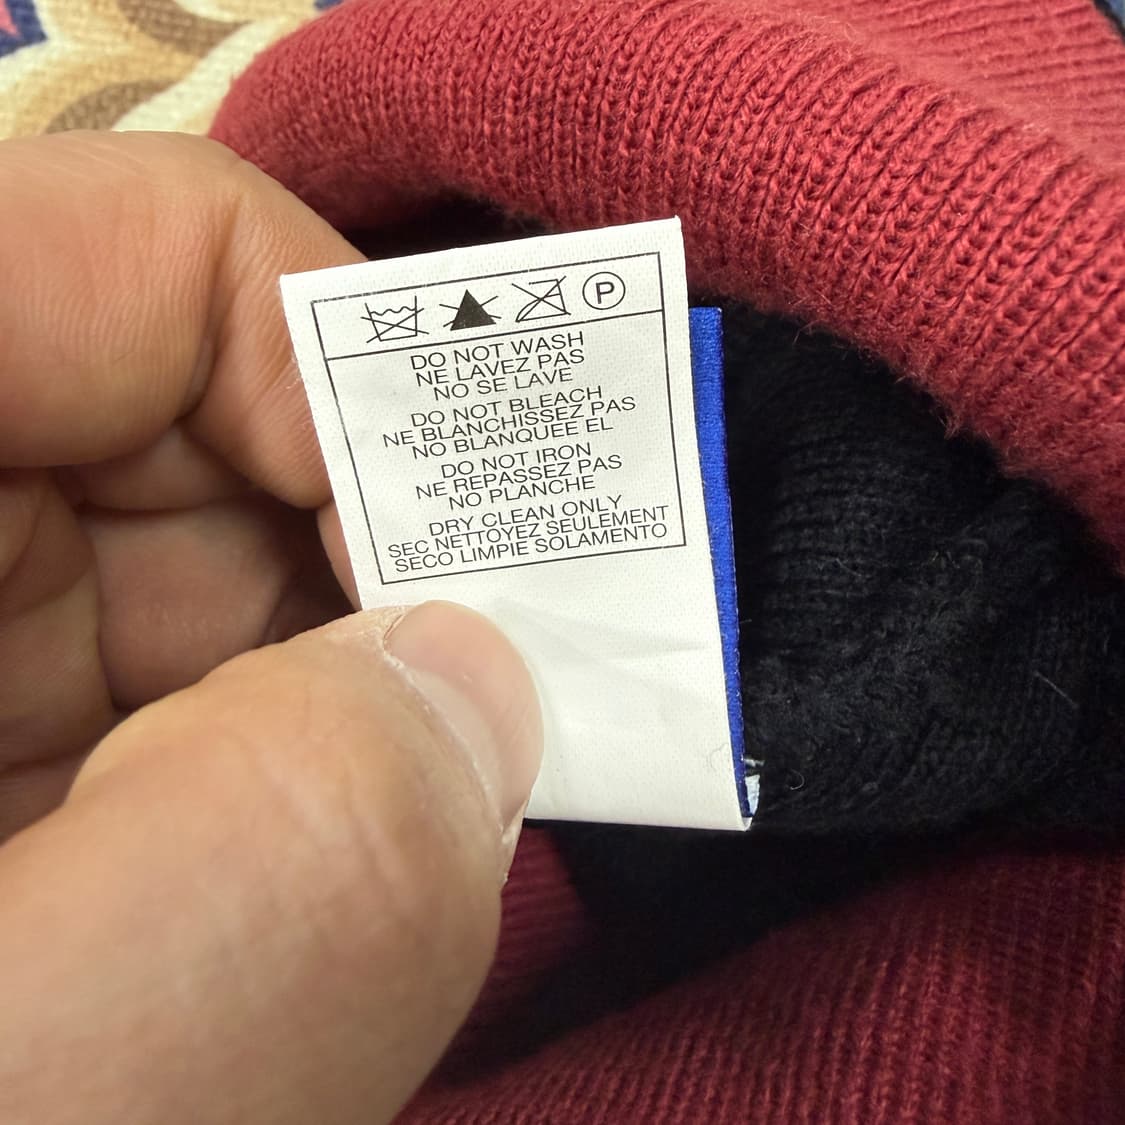 P
DO NOT WASH
NE LAVEZ PAS
NO SE LAVE
DO NOT BLEACH
NE BLANCHISSEZ PAS
NO BLANQUEE EL
DO NOT IRON
NE REPASSEZ PAS
NO PLANCHE
DRY CLEAN ONLY
SEC NETTOYEZ SEULEMENT
SECO LIMPIE SOLAMENTO